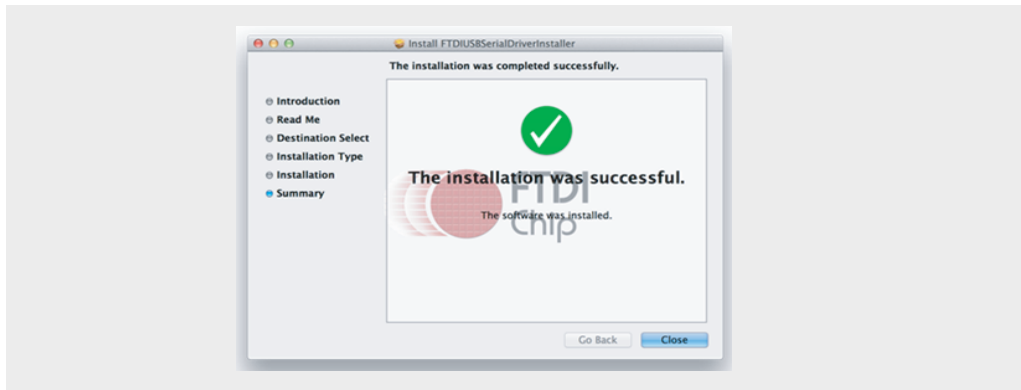 Install FTDIUSBSerialDriverInstaller
The installation was completed successfully.
Introduction
Read Me
Destination Select
Installation Type
Installation
Summary
The installation was successful.
FTDI
The software was installed.
Chip
Go Back
Close